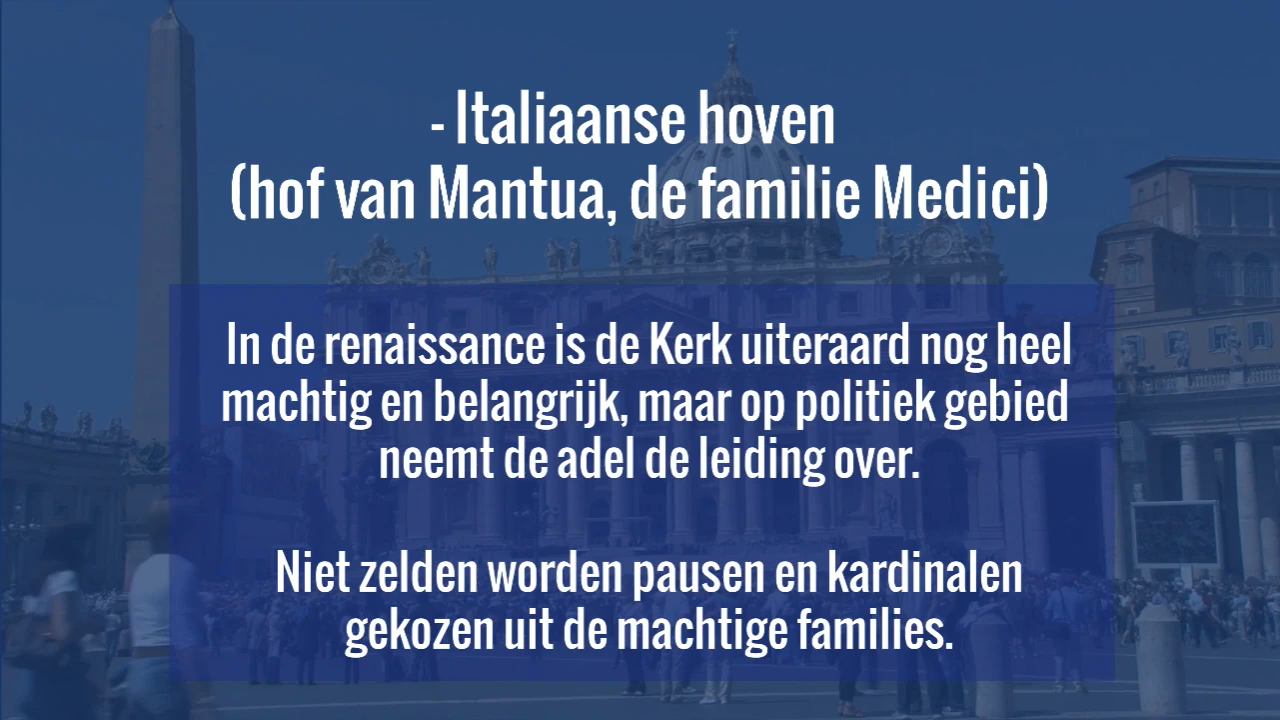 - Italiaanse hoven
(hof van Mantua, de familie Medici)
In de renaissance is de Kerk uiteraard nog heel
machtig en belangrijk, maar op politiek gebied
neemt de adel de leiding over.
Niet zelden worden pausen en kardinalen
gekozen uit de machtige families.